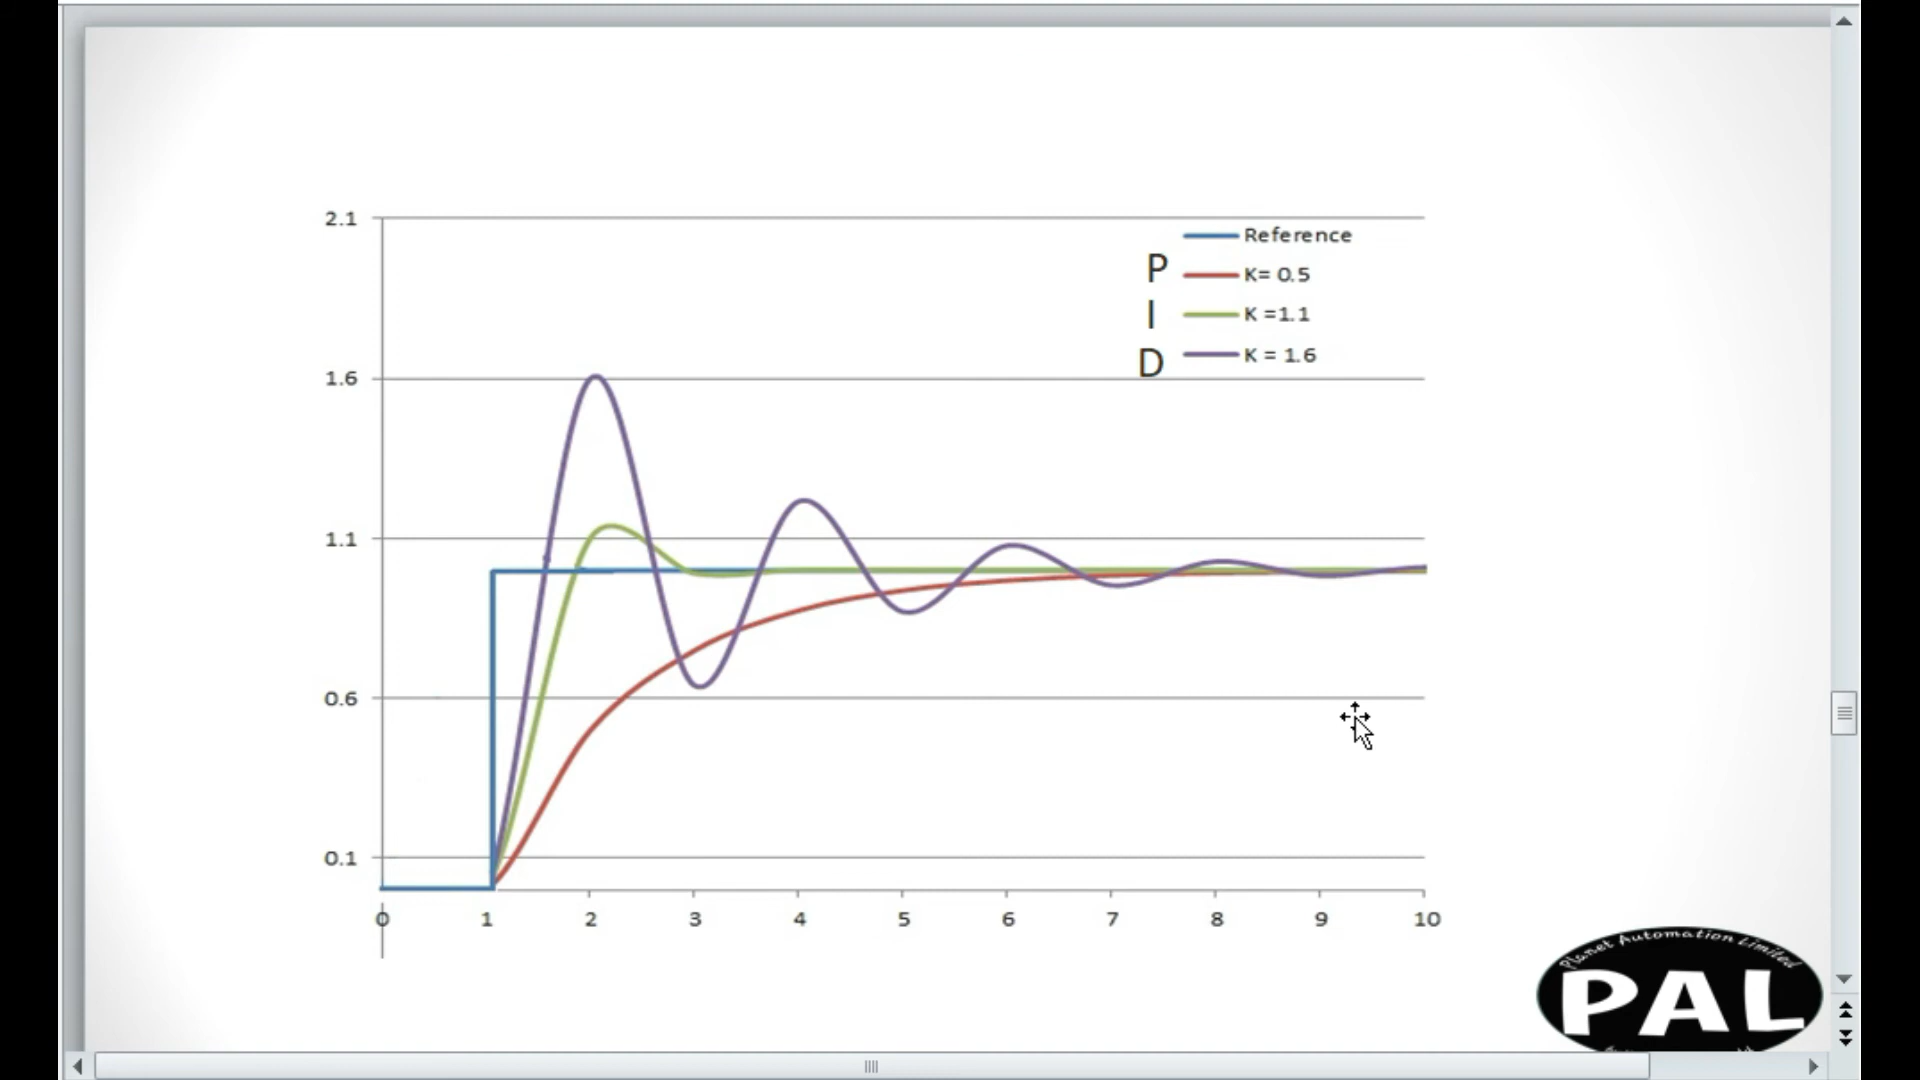 2.1
Reference
P K= 0.5
I K =1.1
D K = 1.6
1.6
1.1
0.6
0.1
0 1 2 3 4 5 6 7 8 9 10
Planet Automation Limited
PAL